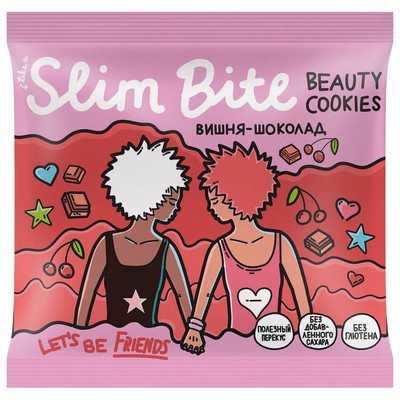 Slim Bite
BEAUTY
COOKIES
ВИШНЯ-ШОКОЛАД
LET'S BE FRIENDS
ПОЛЕЗНЫЙ
ПЕРЕКУС
БЕЗ
ДОБАВ-
ЛЕННОГО
САХАРА
БЕЗ
ГЛЮТЕНА